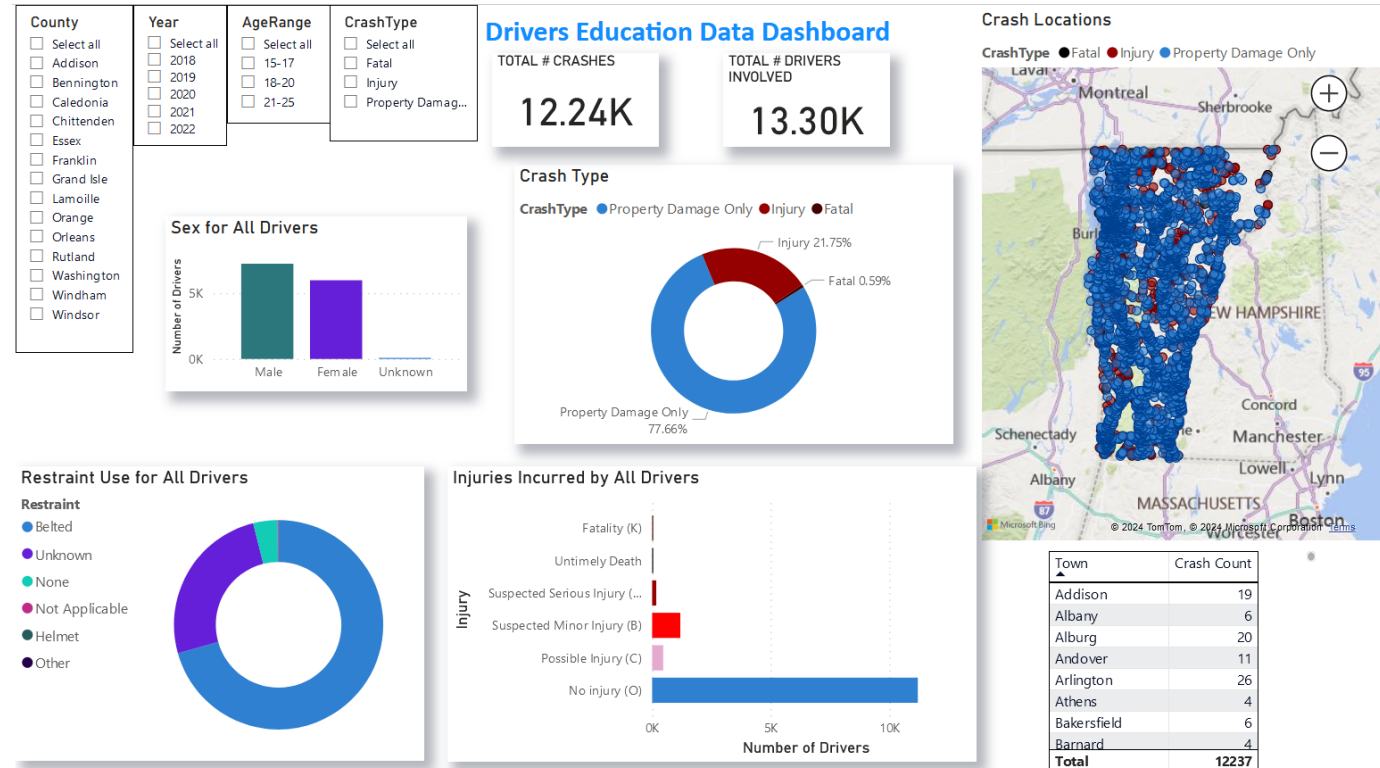 County
Select all
Addison
Bennington
Caledonia
Chittenden
Essex
Franklin
Grand Isle
Lamoille
Orange
Orleans
Rutland
Washington
Windham
Windsor
Year
Select all
2018
2019
2020
2021
2022
AgeRange
Select all
15-17
18-20
21-25
CrashType
Select all
Fatal
Injury
Property Damag...
Drivers Education Data Dashboard
TOTAL # CRASHES
12.24K
TOTAL # DRIVERS
INVOLVED
13.30K
Crash Type
CrashType Property Damage Only Injury Fatal
Injury 21.75%
Fatal 0.59%
Property Damage Only
77.66%
Sex for All Drivers
Number of Drivers
5K
0K
Male Female Unknown
Crash Locations
CrashType Fatal Injury Property Damage Only
Laval
Montreal
Sherbrooke
Burl
EW HAMPSHIRE
95
Concord
Schenectady
ne
Manchester
Albany
Lowell
Lynn
87
MASSACHUSETTS
Boston
Worcester
Microsoft Bing
© 2024 TomTom, © 2024 Microsoft Corporation Terms
Restraint Use for All Drivers
Restraint
Belted
Unknown
None
Not Applicable
Helmet
Other
Injuries Incurred by All Drivers
Injury
Fatality (K)
Untimely Death
Suspected Serious Injury (...
Suspected Minor Injury (B)
Possible Injury (C)
No injury (O)
0K 5K 10K
Number of Drivers
Town Crash Count
Addison 19
Albany 6
Alburg 20
Andover 11
Arlington 26
Athens 4
Bakersfield 6
Barnard 4
Total 12237